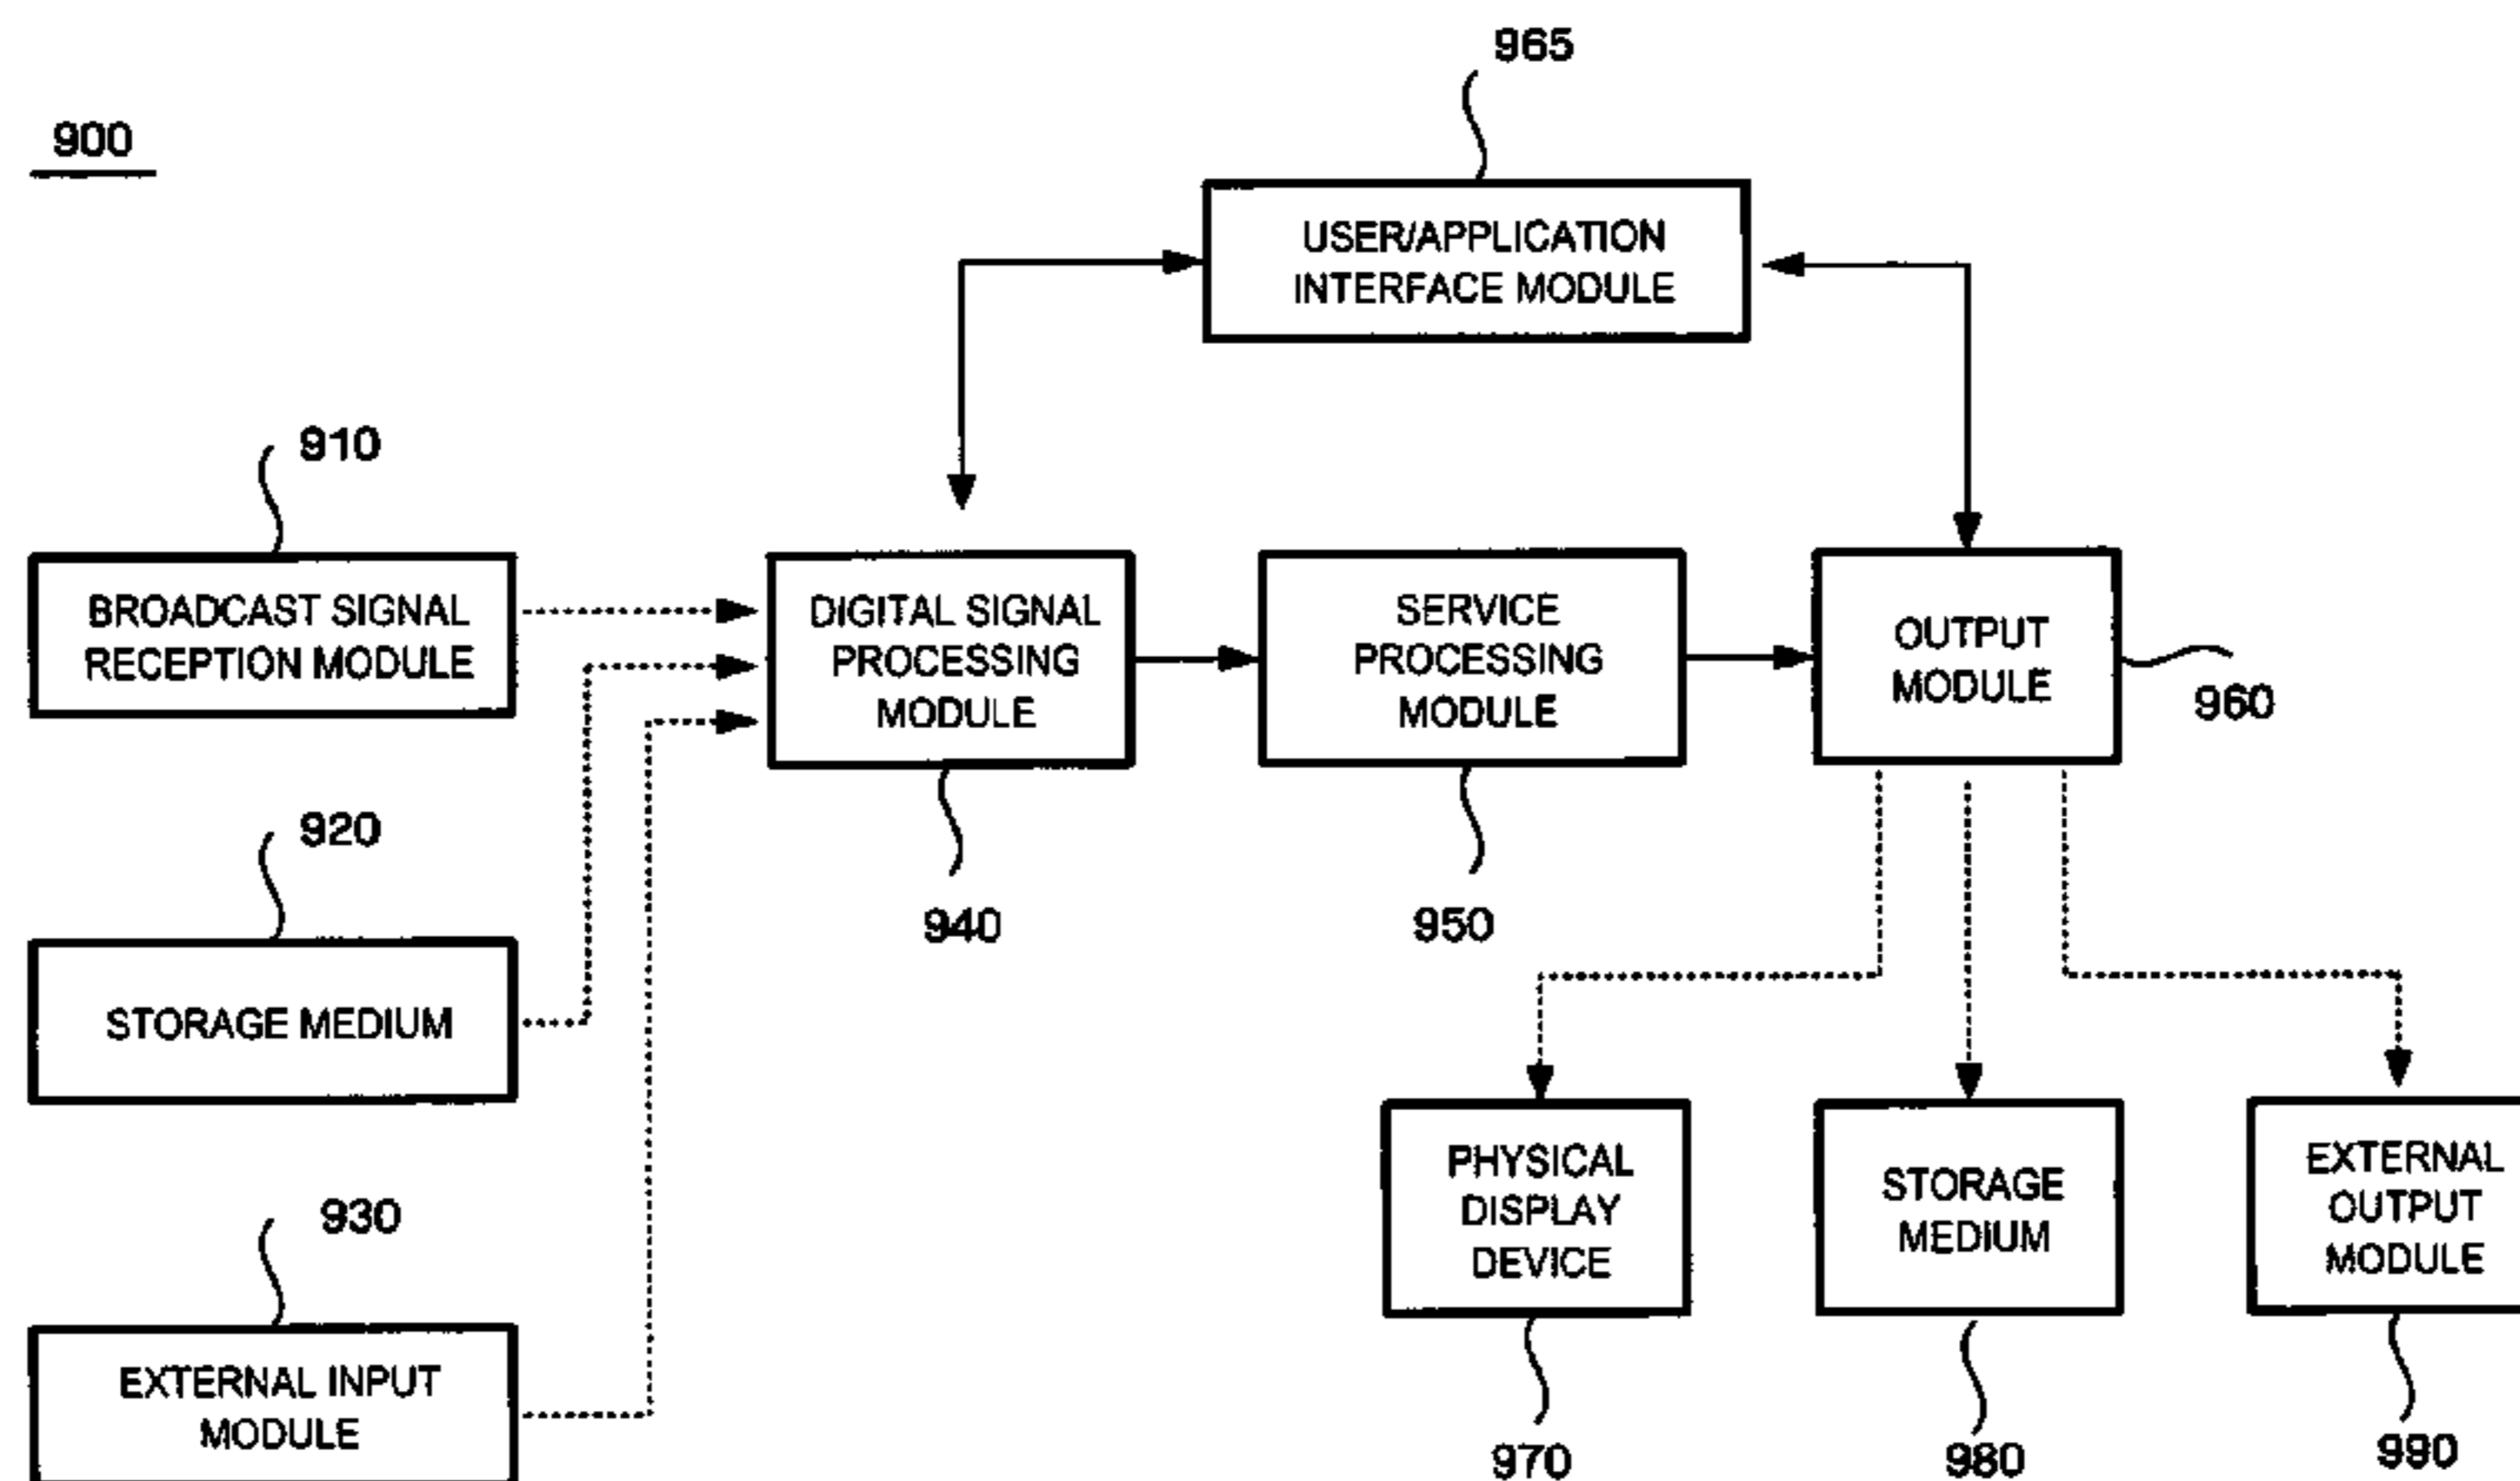 965
900
USER/APPLICATION
INTERFACE MODULE
910
BROADCAST SIGNAL
RECEPTION MODULE
DIGITAL SIGNAL
PROCESSING
MODULE
SERVICE
PROCESSING
MODULE
OUTPUT
MODULE
960
920
940
950
STORAGE MEDIUM
930
PHYSICAL
DISPLAY
DEVICE
STORAGE
MEDIUM
EXTERNAL
OUTPUT
MODULE
EXTERNAL INPUT
MODULE
970
980
990